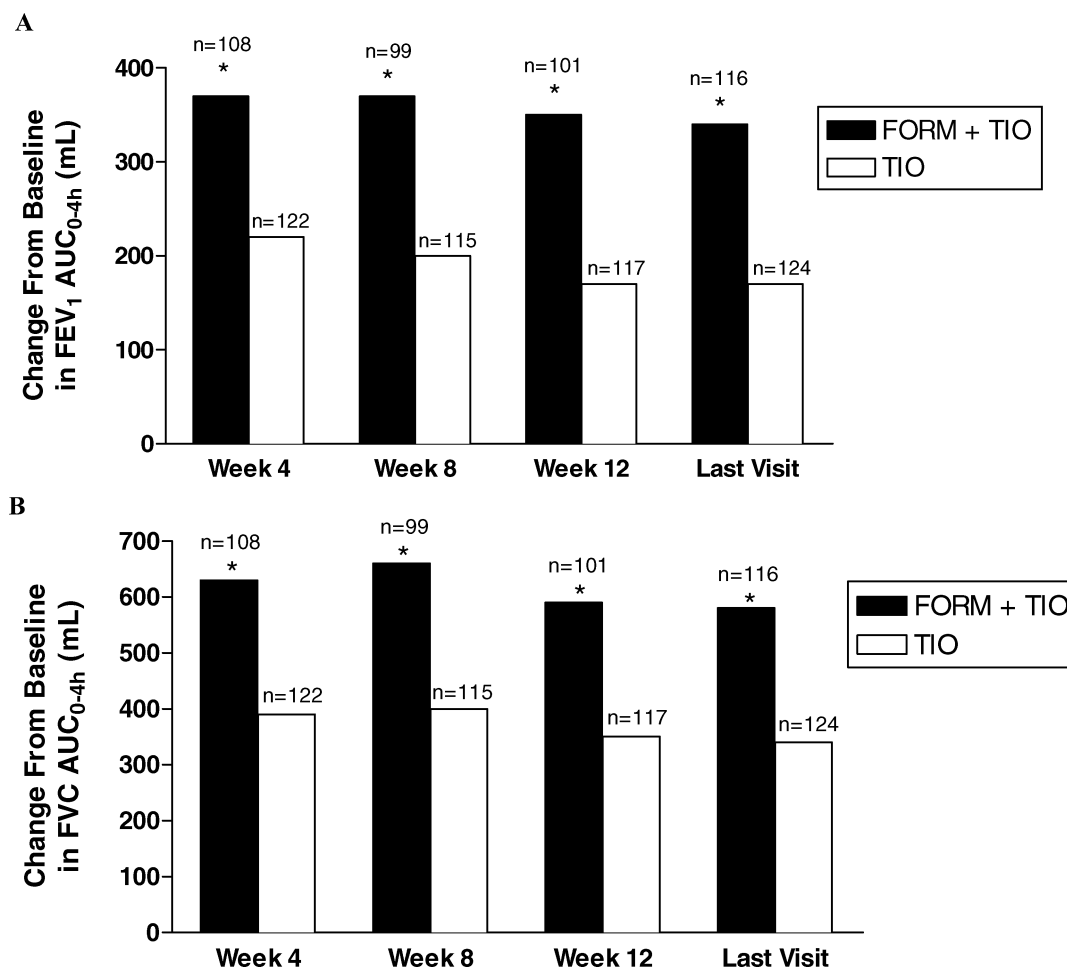 A
n=108
*
n=99
*
n=101
*
n=116
*
400
300
200
100
0
Change From Baseline
in FEV1 AUC0-4h (mL)
n=122
n=115
n=117
n=124
FORM + TIO
TIO
Week 4
Week 8
Week 12
Last Visit
B
n=108
*
n=99
*
n=101
*
n=116
*
700
600
500
400
300
200
100
0
Change From Baseline
in FVC AUC0-4h (mL)
n=122
n=115
n=117
n=124
FORM + TIO
TIO
Week 4
Week 8
Week 12
Last Visit